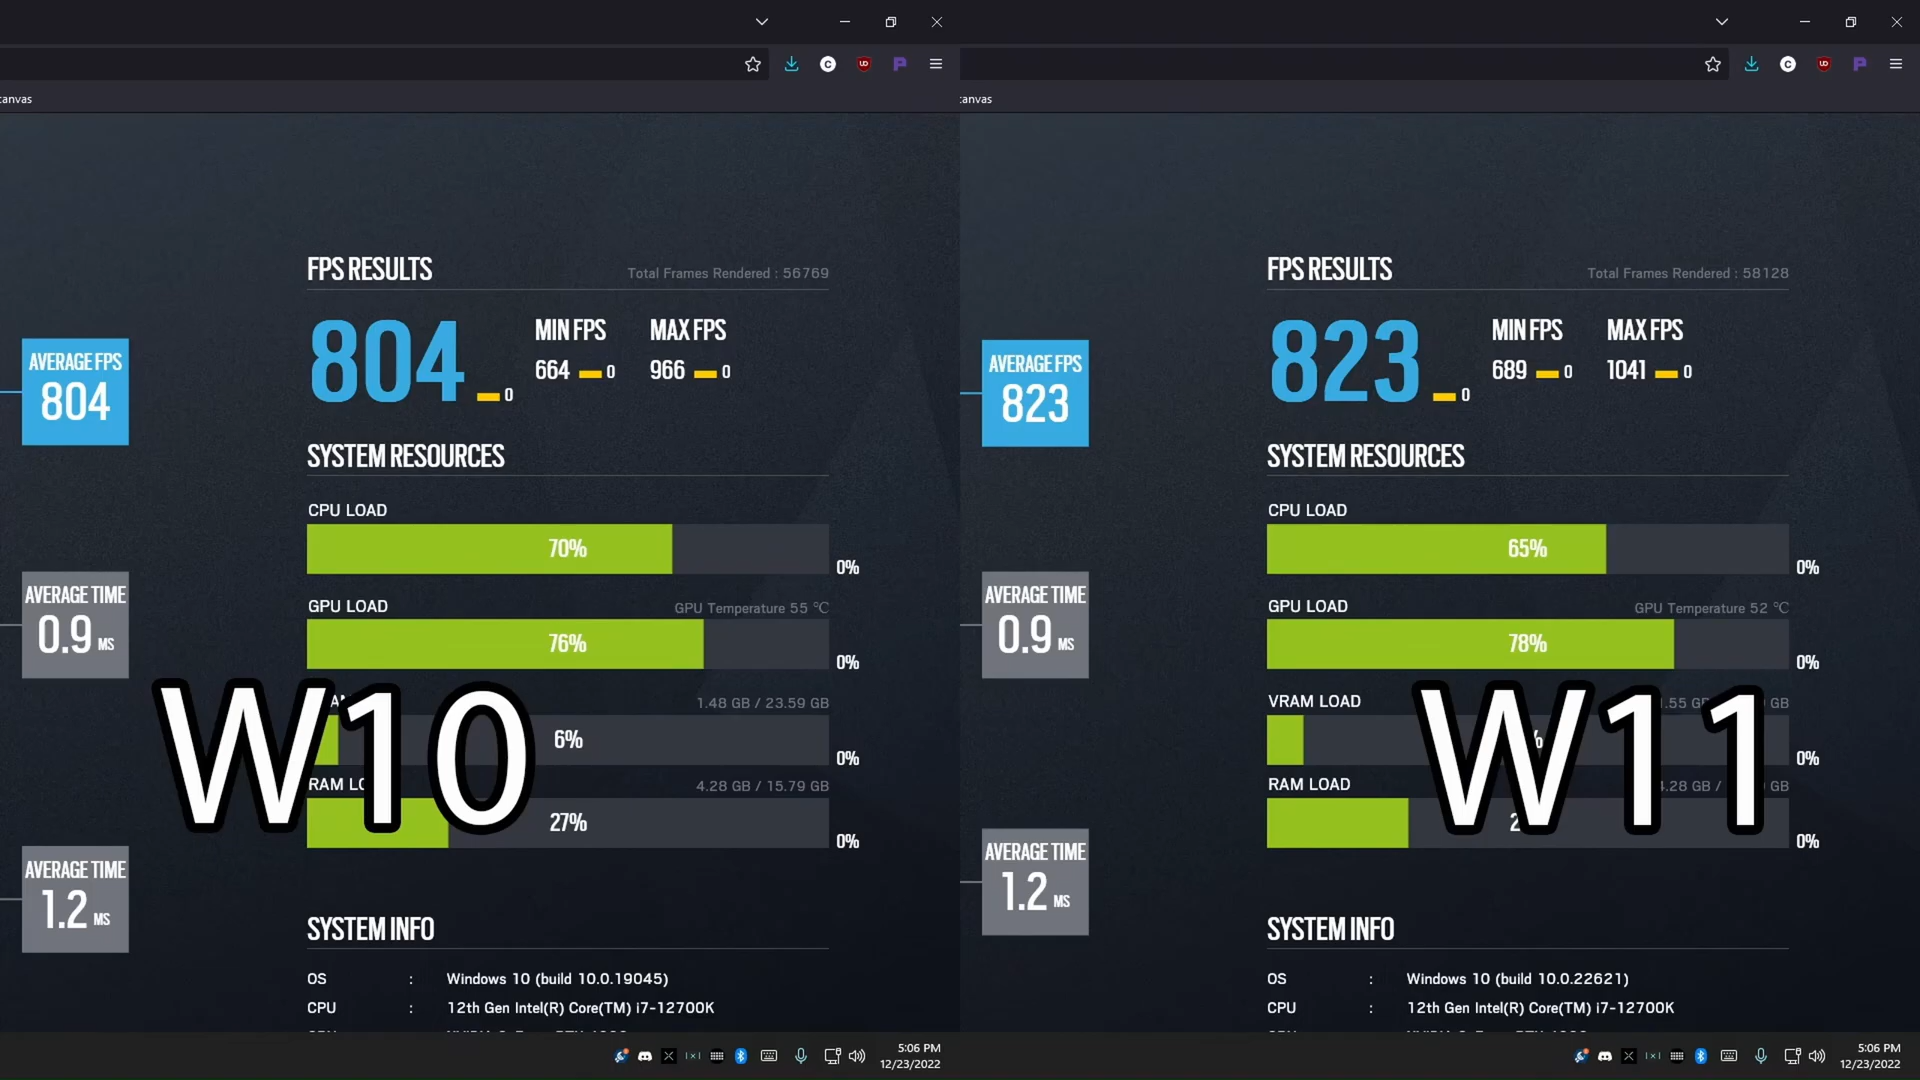 canvas
FPS RESULTS
Total Frames Rendered : 56769
AVERAGE FPS
804
804
0
MIN FPS
664 0
MAX FPS
966 0
SYSTEM RESOURCES
CPU LOAD
70%
0%
GPU LOAD
GPU Temperature 55 °C
76%
0%
AVERAGE TIME
0.9 MS
1.48 GB / 23.59 GB
6%
0%
W10
4.28 GB / 15.79 GB
27%
0%
AVERAGE TIME
1.2 MS
SYSTEM INFO
OS : Windows 10 (build 10.0.19045)
CPU : 12th Gen Intel(R) Core(TM) i7-12700K
5:06 PM
12/23/2022
canvas
FPS RESULTS
Total Frames Rendered : 58128
AVERAGE FPS
823
823
0
MIN FPS
689 0
MAX FPS
1041 0
SYSTEM RESOURCES
CPU LOAD
65%
0%
GPU LOAD
GPU Temperature 52 °C
78%
0%
AVERAGE TIME
0.9 MS
VRAM LOAD
GB
0%
W11
RAM LOAD
GB
0%
AVERAGE TIME
1.2 MS
SYSTEM INFO
OS : Windows 10 (build 10.0.22621)
CPU : 12th Gen Intel(R) Core(TM) i7-12700K
5:06 PM
12/23/2022